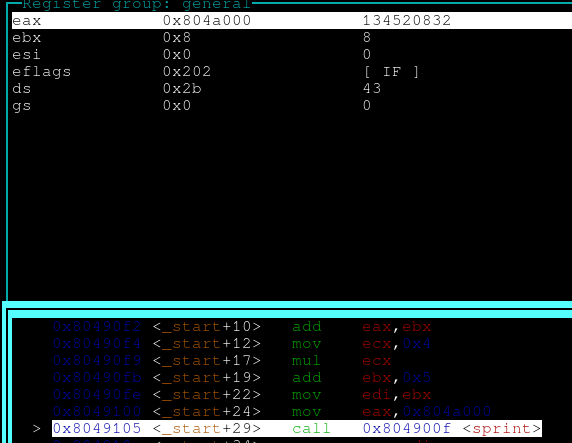 Register group: general
eax 0x804a000 134520832
ebx 0x8 8
esi 0x0 0
eflags 0x202 [ IF ]
ds 0x2b 43
gs 0x0 0
0x80490f2 <_start+10> add eax,ebx
0x80490f4 <_start+12> mov ecx,0x4
0x80490f9 <_start+17> mul ecx
0x80490fb <_start+19> add ebx,0x5
0x80490fe <_start+22> mov edi,ebx
0x8049100 <_start+24> mov eax,0x804a000
> 0x8049105 <_start+29> call 0x804900f <sprint>